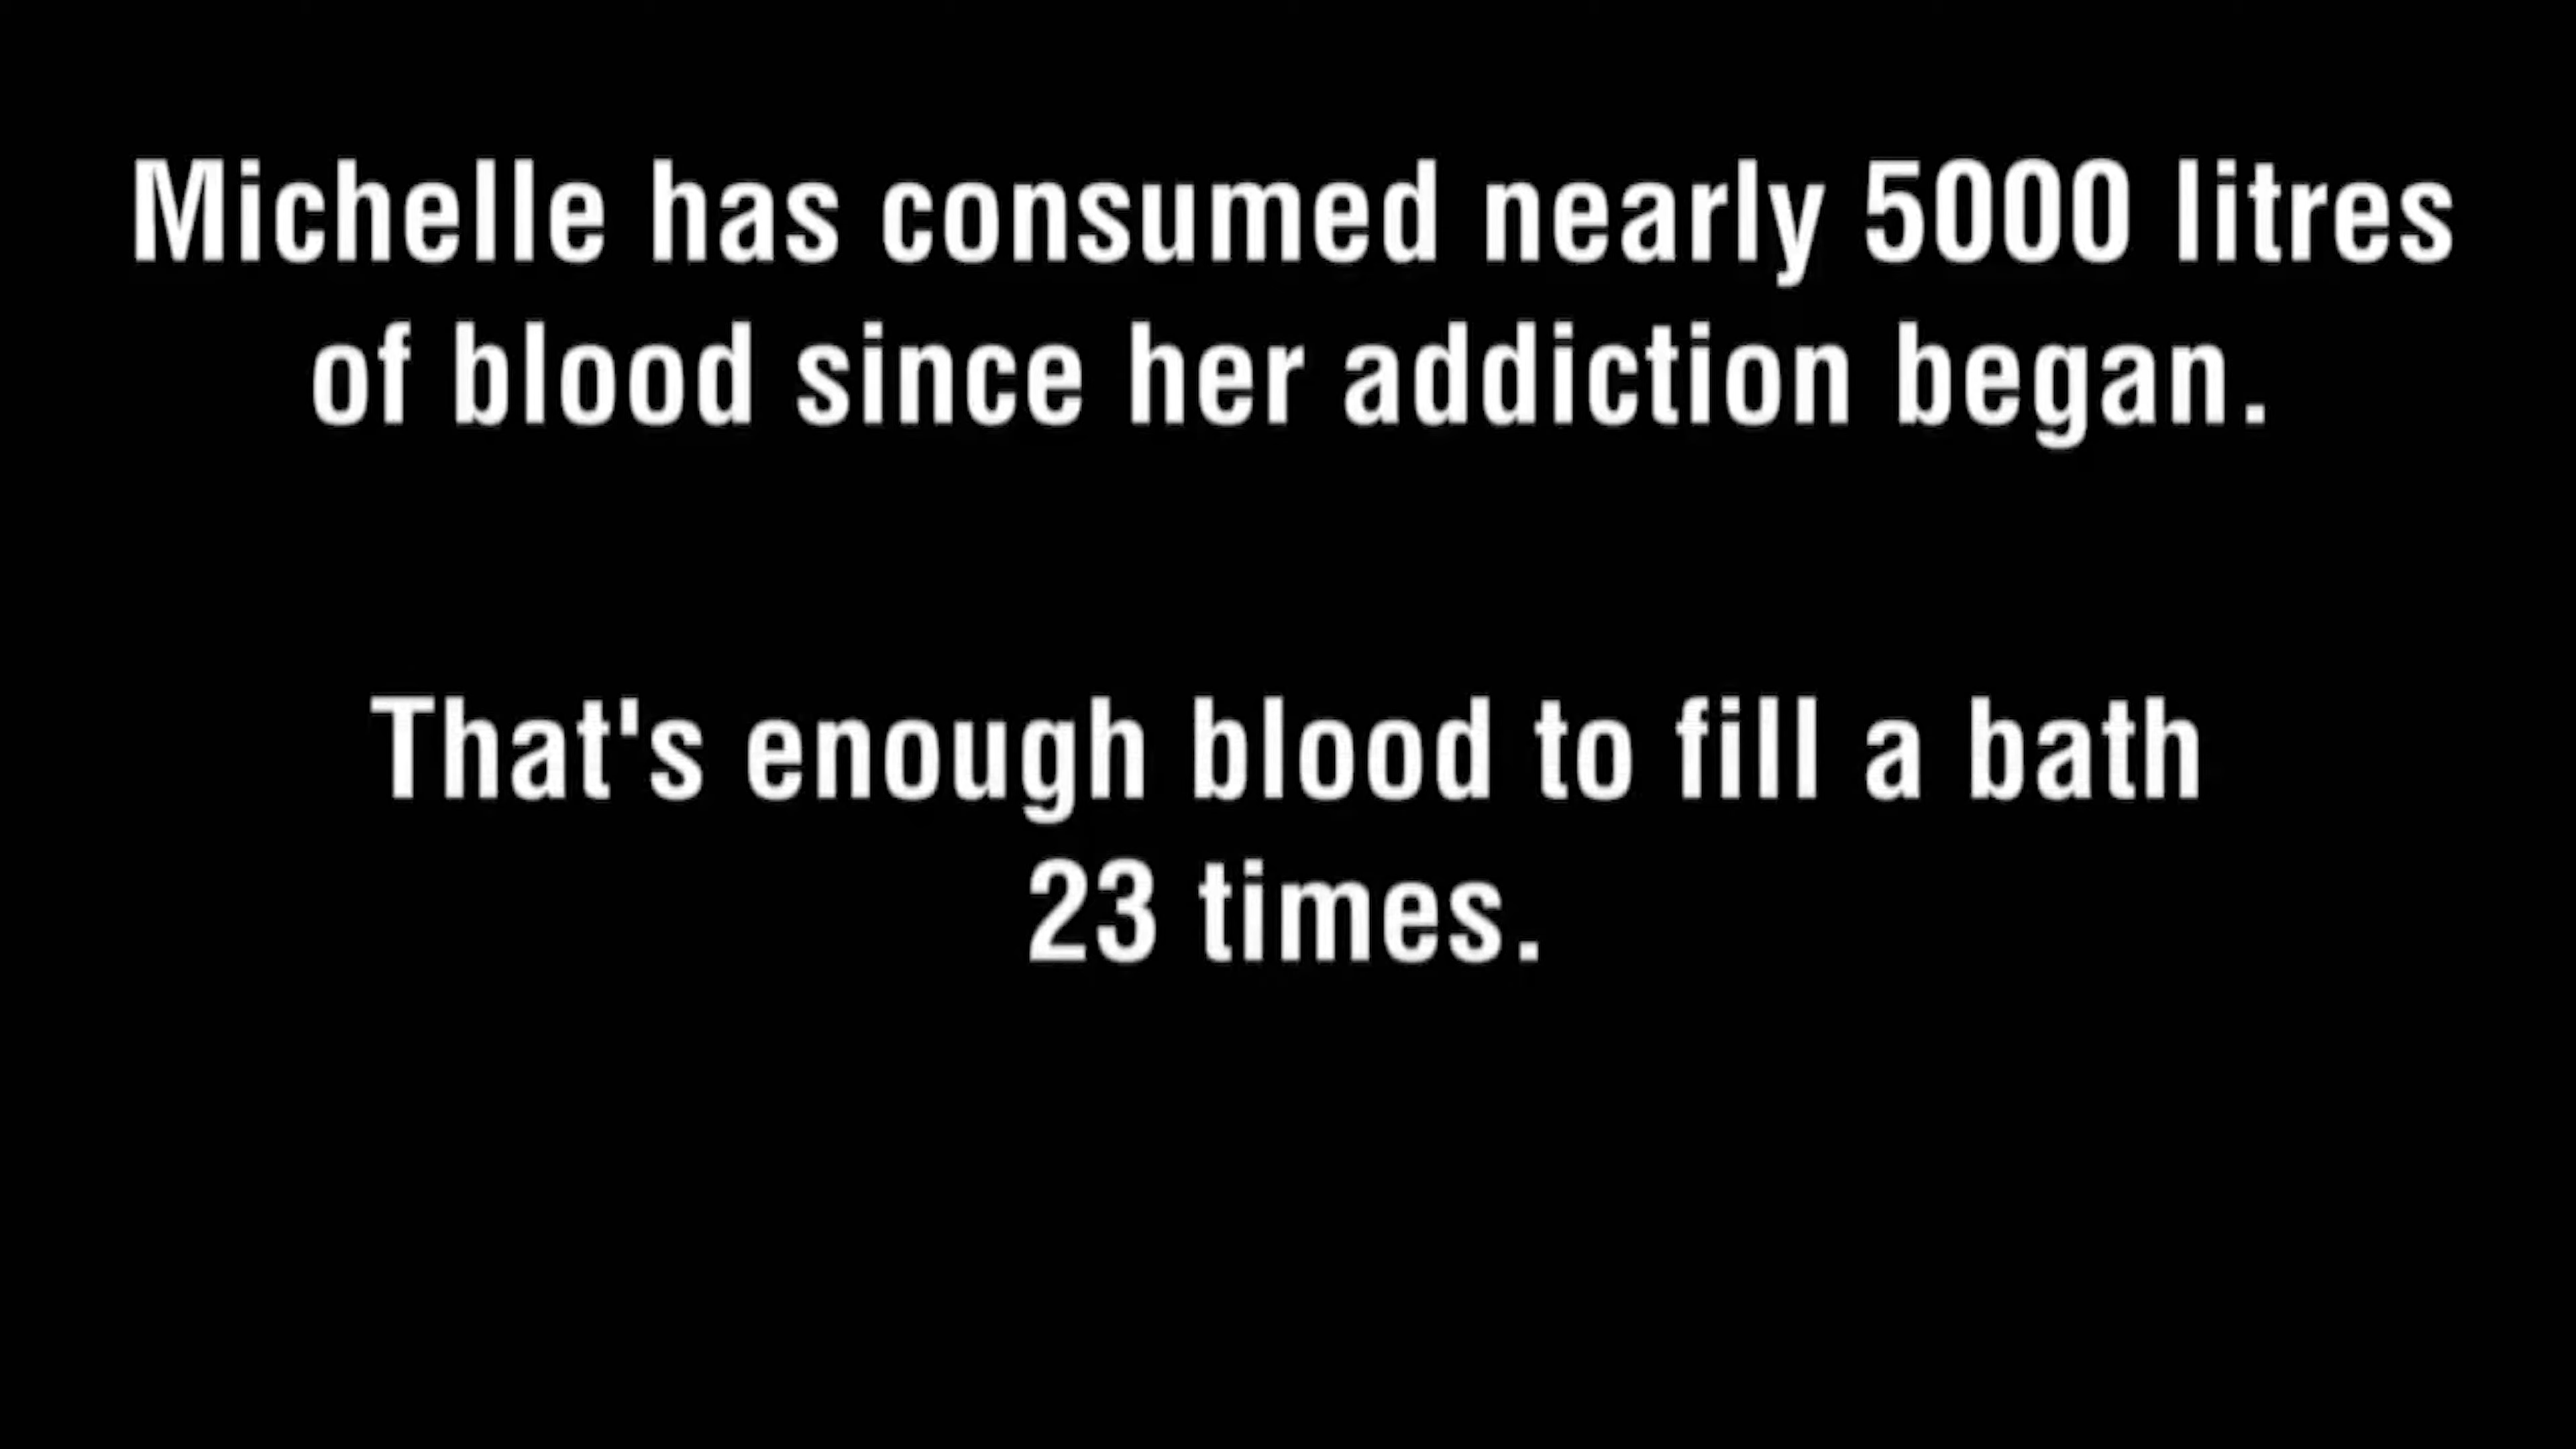 Michelle has consumed nearly 5000 litres
of blood since her addiction began.
That's enough blood to fill a bath
23 times.